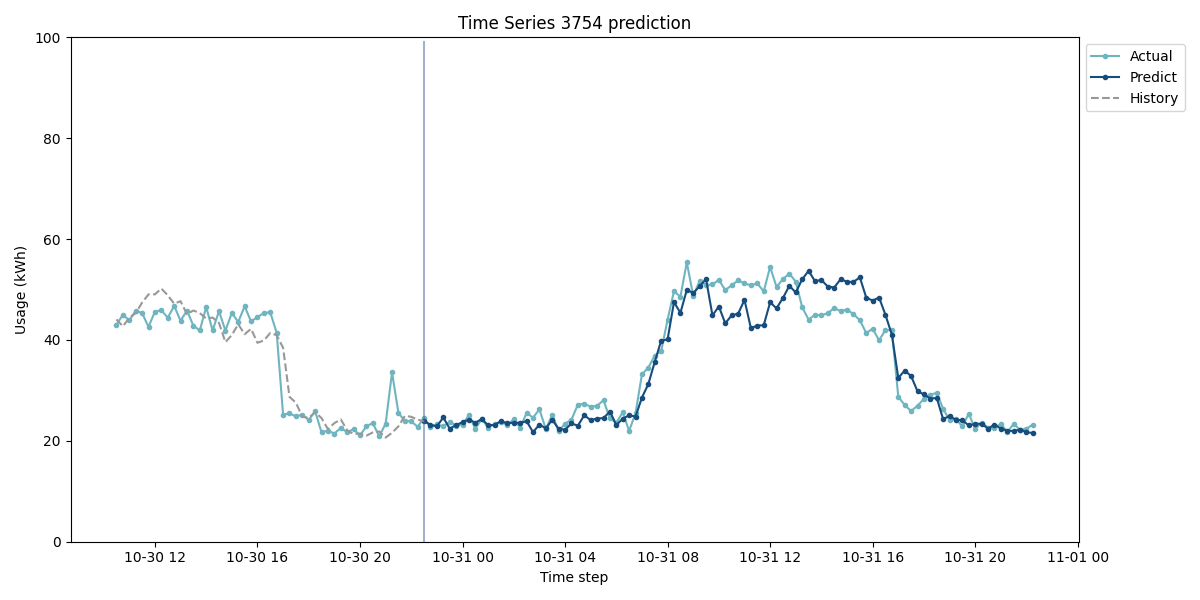 Time Series 3754 prediction
100
80
60
40
20
0
Usage (kWh)
10-30 12
10-30 16
10-30 20
10-31 00
10-31 04
10-31 08
10-31 12
10-31 16
10-31 20
11-01 00
Time step
Actual
Predict
History